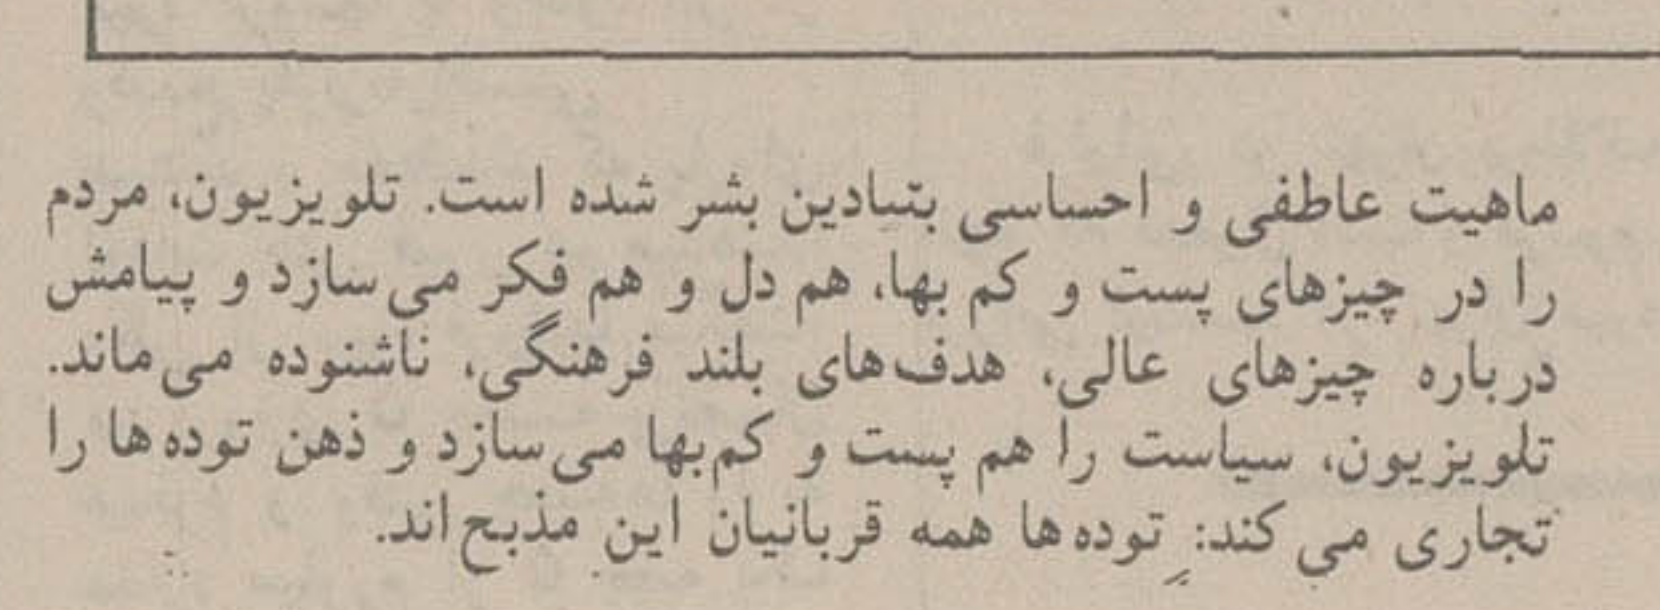 ماهیت عاطفی و احساسی بنیادین بشر شده است. تلویزیون، مردم
را در چیزهای پست و کم بها، هم دل و هم فکر می‌سازد و پیامش
درباره چیزهای عالی، هدف‌های بلند فرهنگی، ناشنوده می‌ماند.
تلویزیون، سیاست را هم پست و کم‌بها می‌سازد و ذهن توده‌ها را
تجاری می‌کند: توده‌ها همه قربانیان این مذبح‌اند.